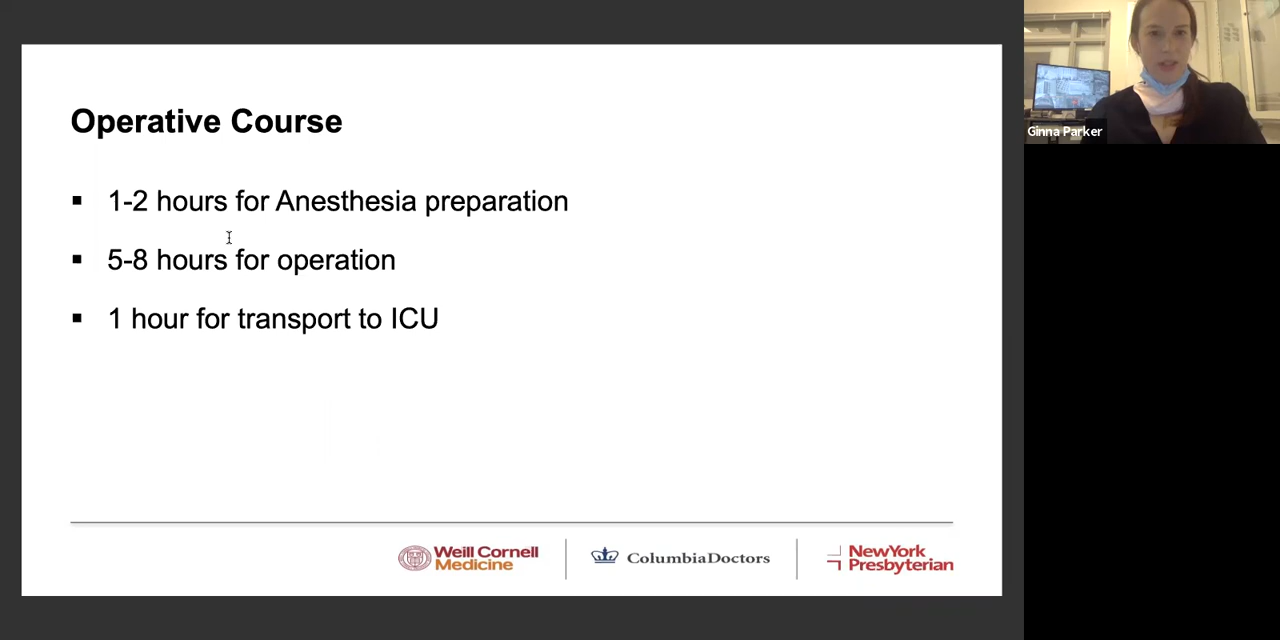 Operative Course
1-2 hours for Anesthesia preparation
5-8 hours for operation
1 hour for transport to ICU
Weill Cornell
Medicine
ColumbiaDoctors
NewYork
Presbyterian
Ginna Parker